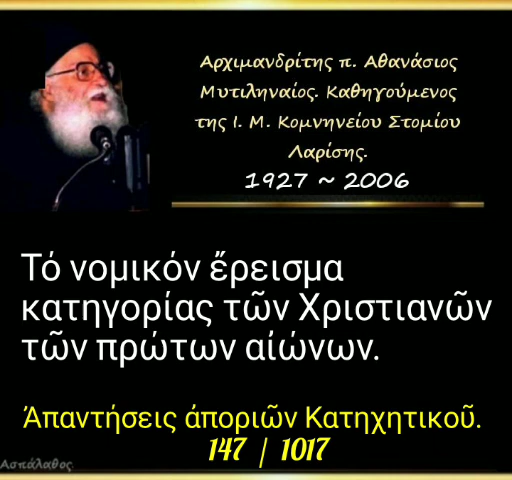 Αρχιμανδρίτης π. Αθανάσιος
Μυτιληναίος. Καθηγούμενος
της Ι. Μ. Κομνηνείου Στομίου
Λαρίσης.
1927 ~ 2006
Τό νομικόν ἔρεισμα
κατηγορίας τῶν Χριστιανῶν
τῶν πρώτων αἰώνων.
Ἀπαντήσεις ἀποριῶν Κατηχητικοῦ.
147 / 1017
Ασπάλαθος.